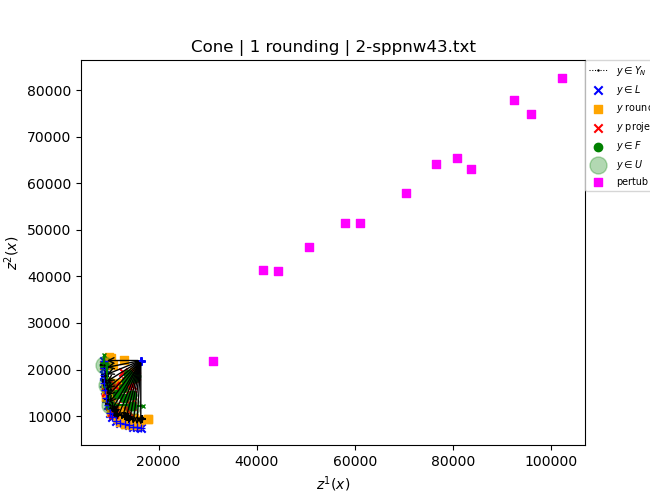 Cone | 1 rounding | 2-sppnw43.txt
z²(x)
80000
70000
60000
50000
40000
30000
20000
10000
20000 40000 60000 80000 100000
z¹(x)
y ∈ Y_N
y ∈ L
y roun
y proje
y ∈ F
y ∈ U
pertub